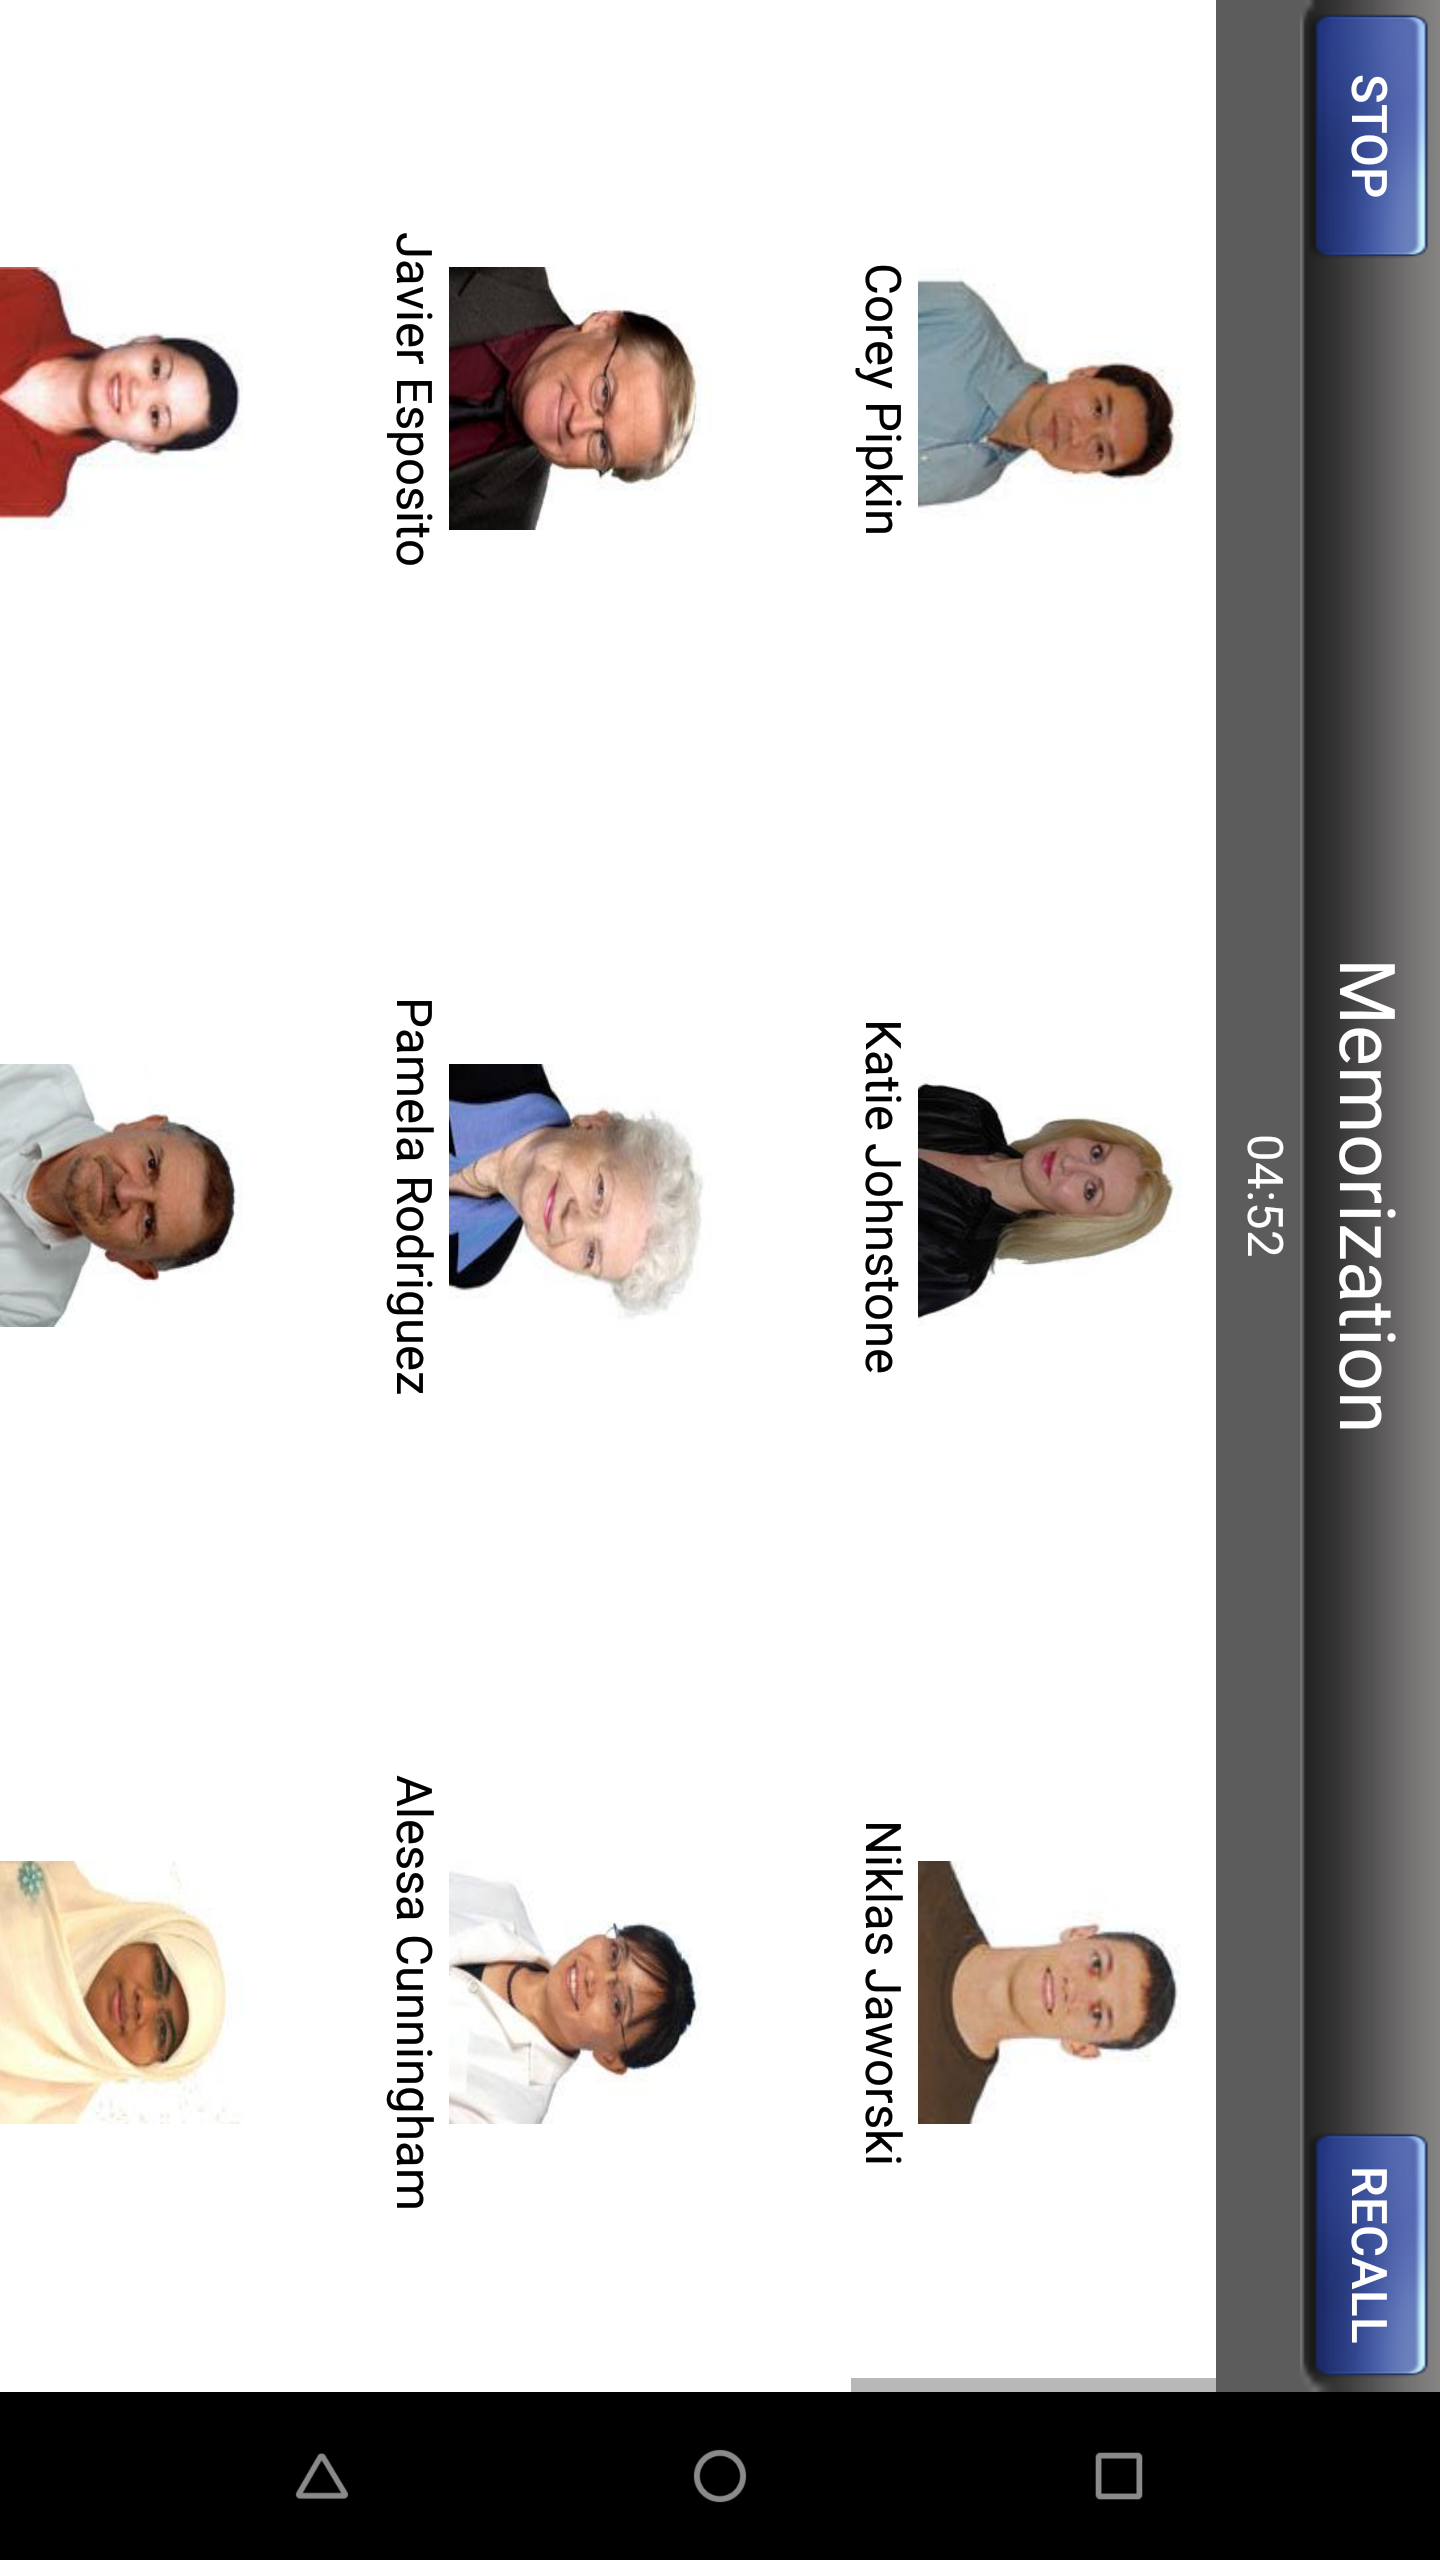 STOP
Memorization
RECALL
04:52
Corey Pipkin
Katie Johnstone
Niklas Jaworski
Javier Esposito
Pamela Rodriguez
Alessa Cunningham